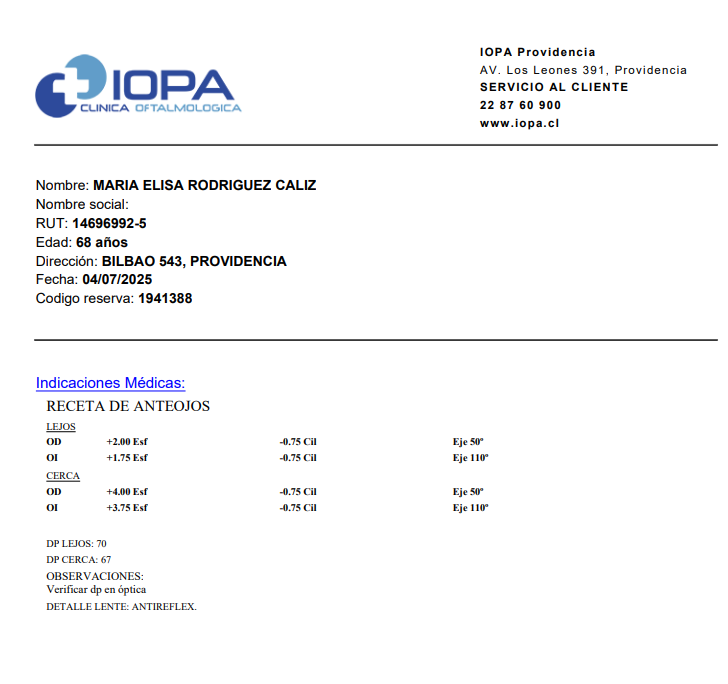 IOPA
CLINICA OFTALMOLOGICA
IOPA Providencia
AV. Los Leones 391, Providencia
SERVICIO AL CLIENTE
22 87 60 900
www.iopa.cl
Nombre: MARIA ELISA RODRIGUEZ CALIZ
Nombre social:
RUT: 14696992-5
Edad: 68 años
Dirección: BILBAO 543, PROVIDENCIA
Fecha: 04/07/2025
Codigo reserva: 1941388
Indicaciones Médicas:
RECETA DE ANTEOJOS
LEJOS
OD +2.00 Esf -0.75 Cil Eje 50º
OI +1.75 Esf -0.75 Cil Eje 110º
CERCA
OD +4.00 Esf -0.75 Cil Eje 50º
OI +3.75 Esf -0.75 Cil Eje 110º
DP LEJOS: 70
DP CERCA: 67
OBSERVACIONES:
Verificar dp en óptica
DETALLE LENTE: ANTIREFLEX.